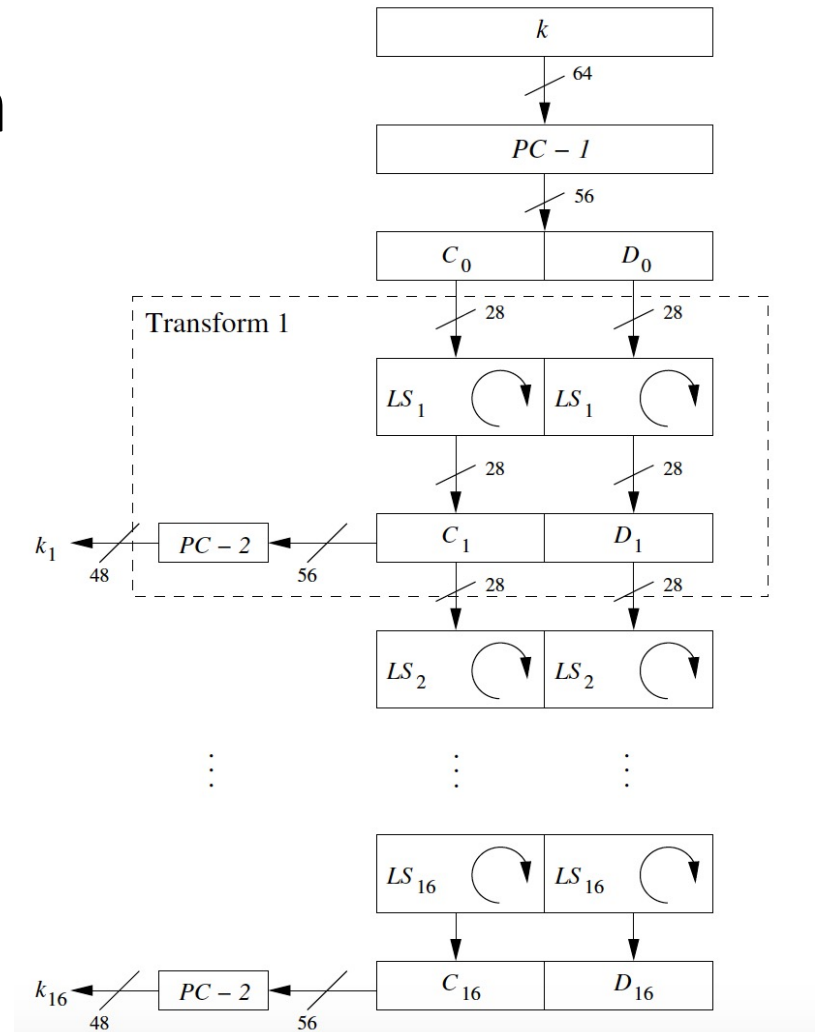 k
64
PC – 1
56
C0 D0
Transform 1
28 28
LS1 LS1
28 28
k1 48 PC – 2 56 C1 D1
28 28
LS2 LS2
⋮ ⋮ ⋮
LS16 LS16
k16 48 PC – 2 56 C16 D16